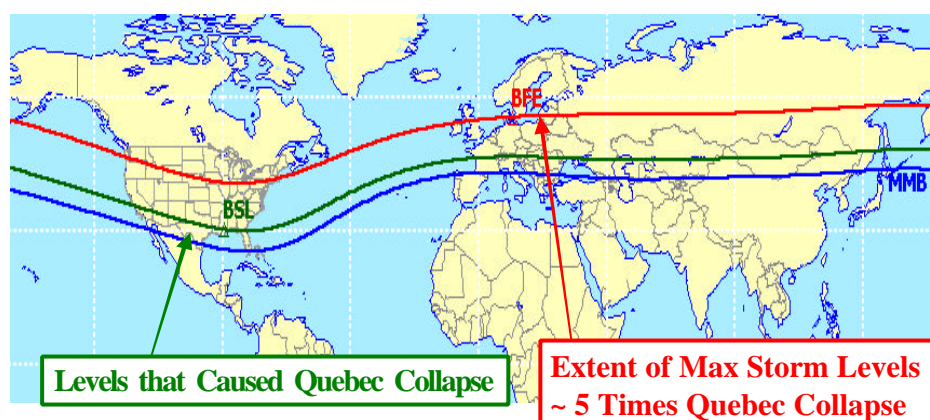 BFE
BSL
MMB
Levels that Caused Quebec Collapse
Extent of Max Storm Levels
~ 5 Times Quebec Collapse